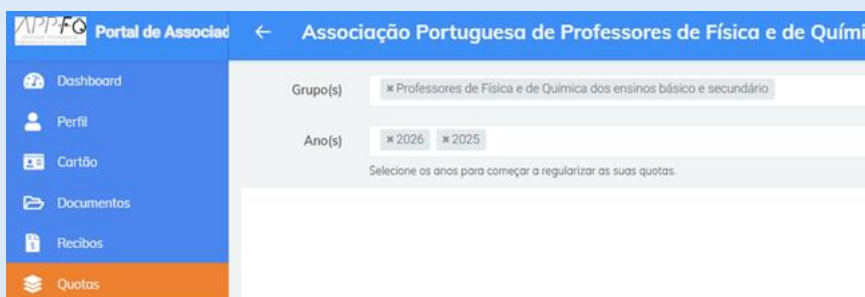 APPFQ Portal de Associad
← Associação Portuguesa de Professores de Física e de Quími
Dashboard
Perfil
Cartão
Documentos
Recibos
Quotas
Grupo(s)
× Professores de Física e de Química dos ensinos básico e secundário
Ano(s)
× 2026 × 2025
Selecione os anos para começar a regularizar as suas quotas.